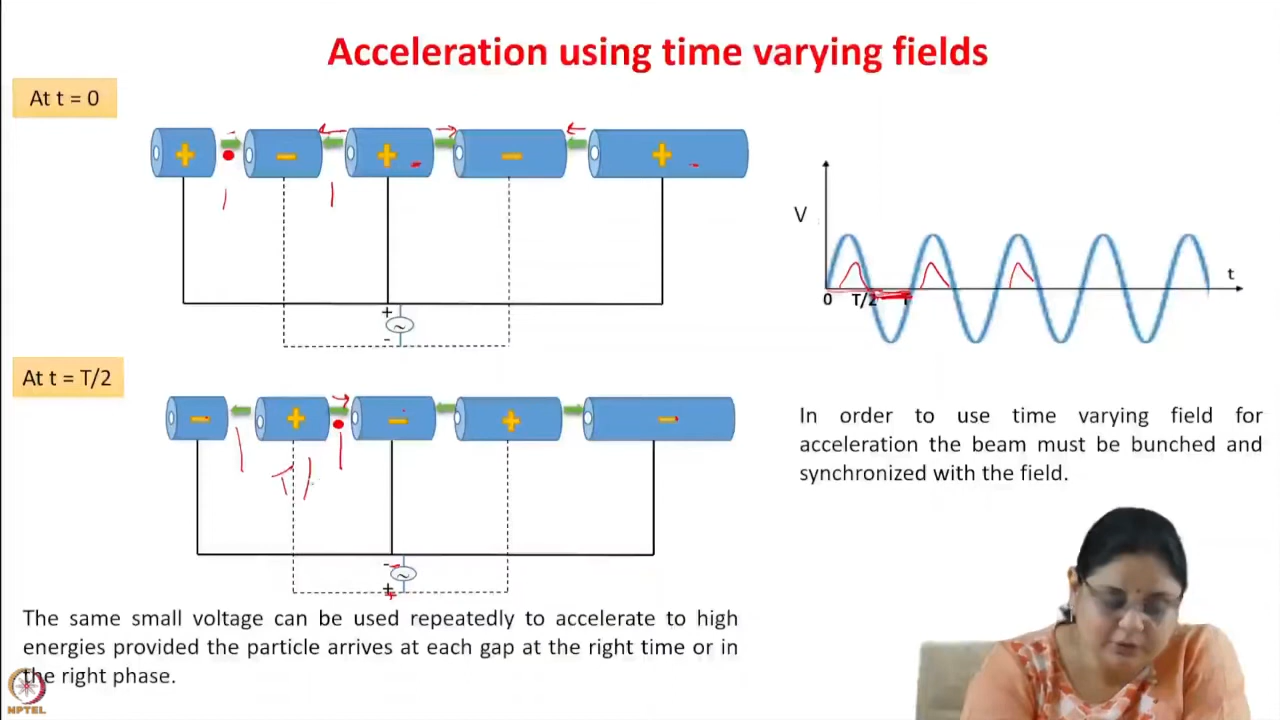 Acceleration using time varying fields
At t = 0
+ - + - +
+
-
V
t
0 T/2 T
At t = T/2
- + - + -
-
+
In order to use time varying field for
acceleration the beam must be bunched and
synchronized with the field.
The same small voltage can be used repeatedly to accelerate to high
energies provided the particle arrives at each gap at the right time or in
the right phase.
NPTEL